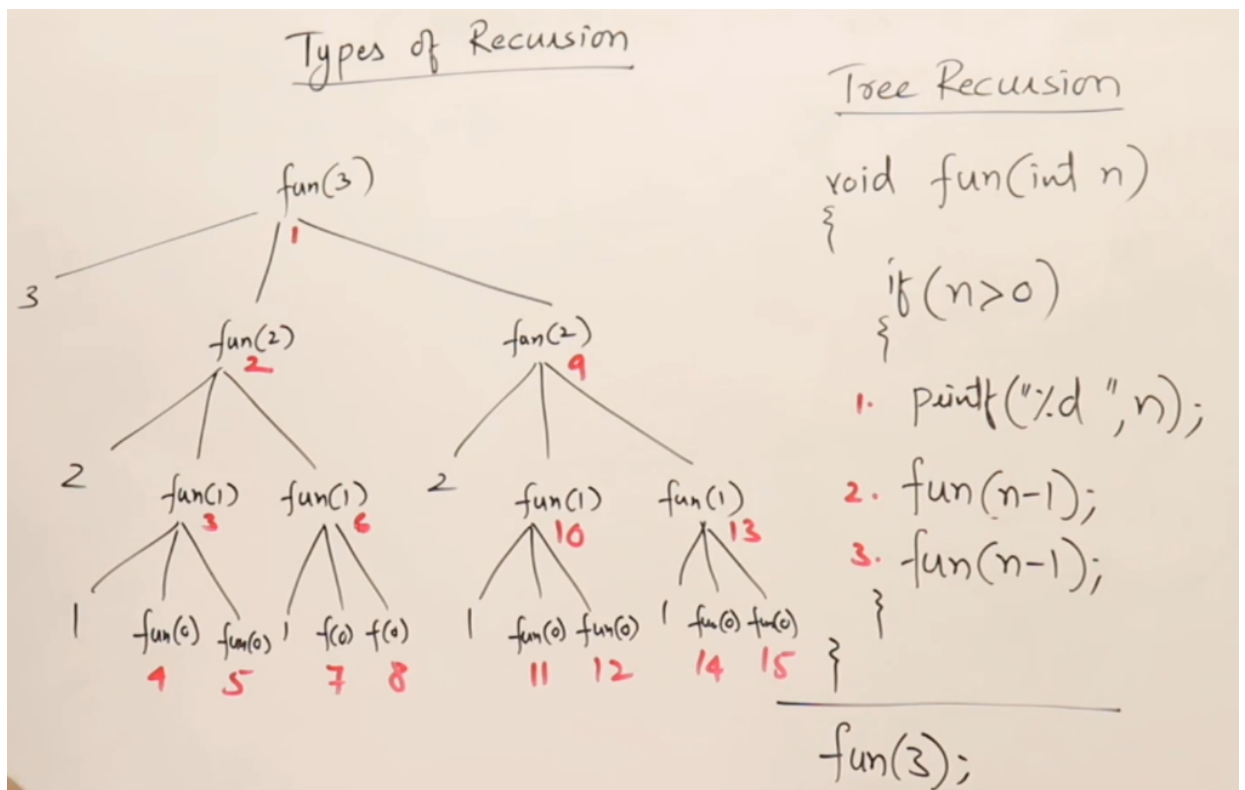 Types of Recursion
fun(3)
1
3
fun(2) fun(2)
2 9
2 fun(1) fun(1) 2 fun(1) fun(1)
3 6 10 13
1 fun(0) fun(0) 1 f(0) f(0) 1 fun(0) fun(0) 1 fun(0) fun(0)
4 5 7 8 11 12 14 15
Tree Recursion
void fun(int n)
{
if(n>0)
{
1. printf("%d ",n);
2. fun(n-1);
3. fun(n-1);
}
}
fun(3);